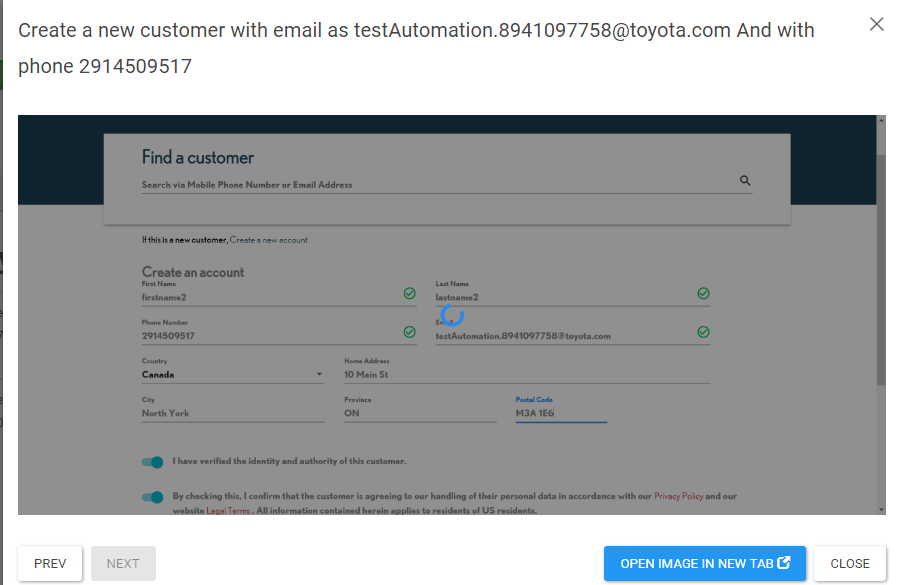 Create a new customer with email as testAutomation.8941097758@toyota.com And with
phone 2914509517
Find a customer
Search via Mobile Phone Number or Email Address
If this is a new customer, Create a new account
Create an account
First Name
firstname2
Last Name
lastname2
Phone Number
2914509517
testAutomation.8941097758@toyota.com
Country
Canada
Home Address
10 Main St
City
North York
Province
ON
Postal Code
M3A 1E6
I have verified the identity and authority of this customer.
By checking this, I confirm that the customer is agreeing to our handling of their personal data in accordance with our Privacy Policy and our
website Legal Terms . All information contained herein applies to residents of US residents.
PREV
NEXT
OPEN IMAGE IN NEW TAB
CLOSE